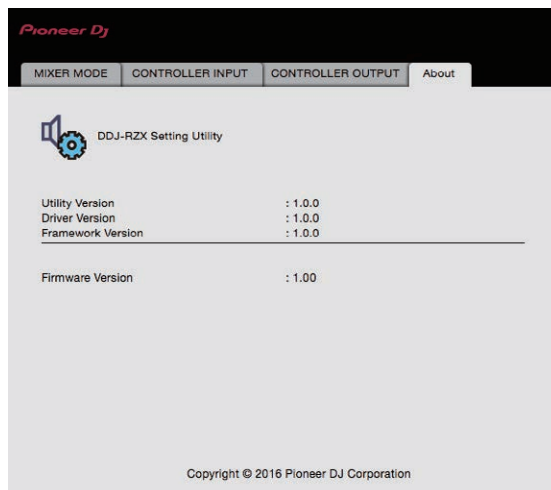 Pioneer Dj
MIXER MODE CONTROLLER INPUT CONTROLLER OUTPUT About
DDJ-RZX Setting Utility
Utility Version : 1.0.0
Driver Version : 1.0.0
Framework Version : 1.0.0
Firmware Version : 1.00
Copyright © 2016 Pioneer DJ Corporation